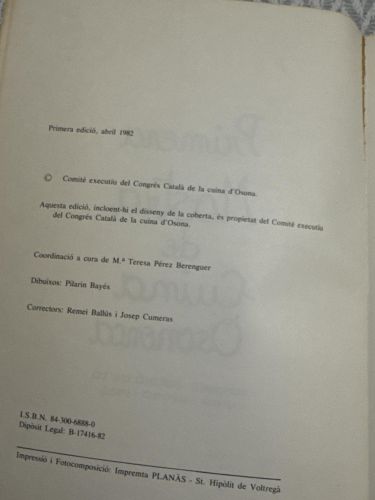 Primera edició, abril 1982
© Comitè executiu del Congrés Català de la cuina d'Osona.
Aquesta edició, incloent-hi el disseny de la coberta, és propietat del Comitè executiu
del Congrés Català de la cuina d'Osona.
Coordinació a cura de M.ª Teresa Pérez Berenguer
Dibuixos: Pilarín Bayés
Correctors: Remei Ballús i Josep Cumeras
I.S.B.N. 84-300-6888-0
Dipòsit Legal: B-17416-82
Impressió i Fotocomposició: Impremta PLANAS - St. Hipòlit de Voltregà